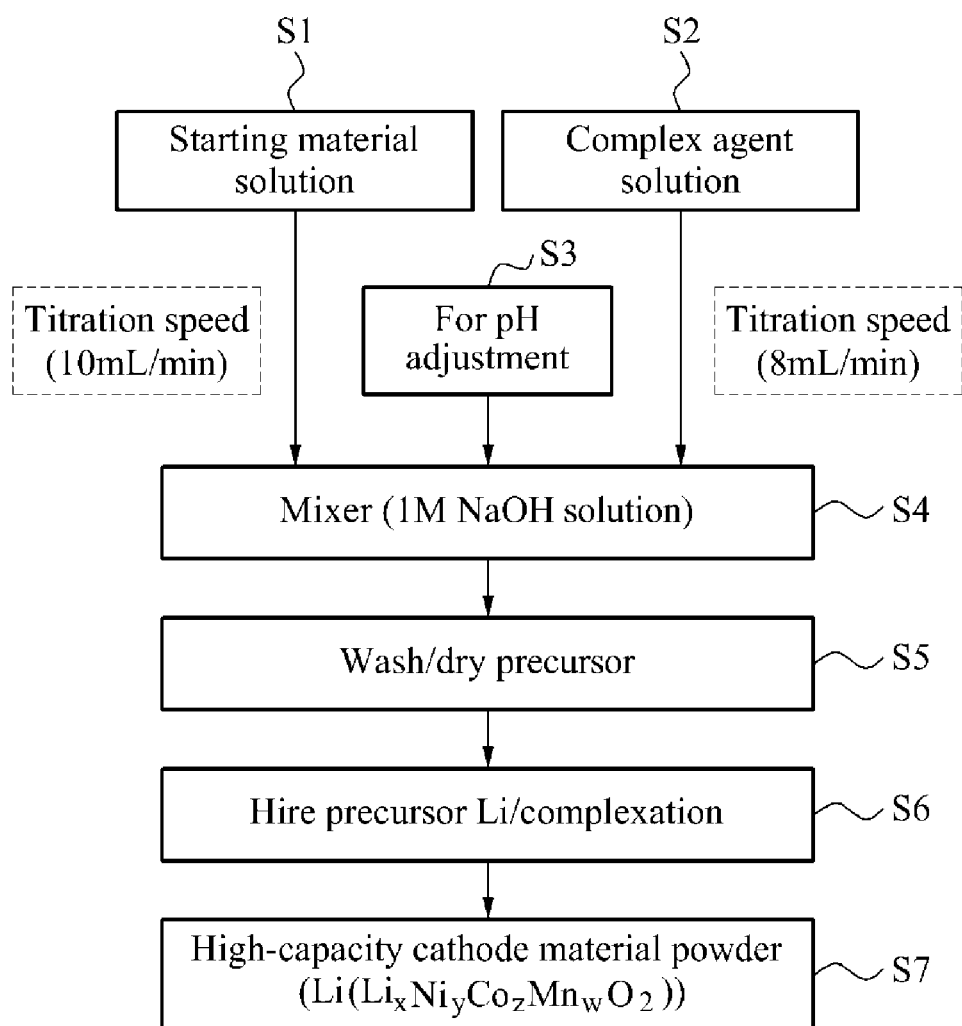 S1
S2
Starting material
solution
Complex agent
solution
S3
Titration speed
(10mL/min)
For pH
adjustment
Titration speed
(8mL/min)
Mixer (1M NaOH solution)
S4
Wash/dry precursor
S5
Hire precursor Li/complexation
S6
High-capacity cathode material powder
(Li(LixNiyCozMnwO2))
S7